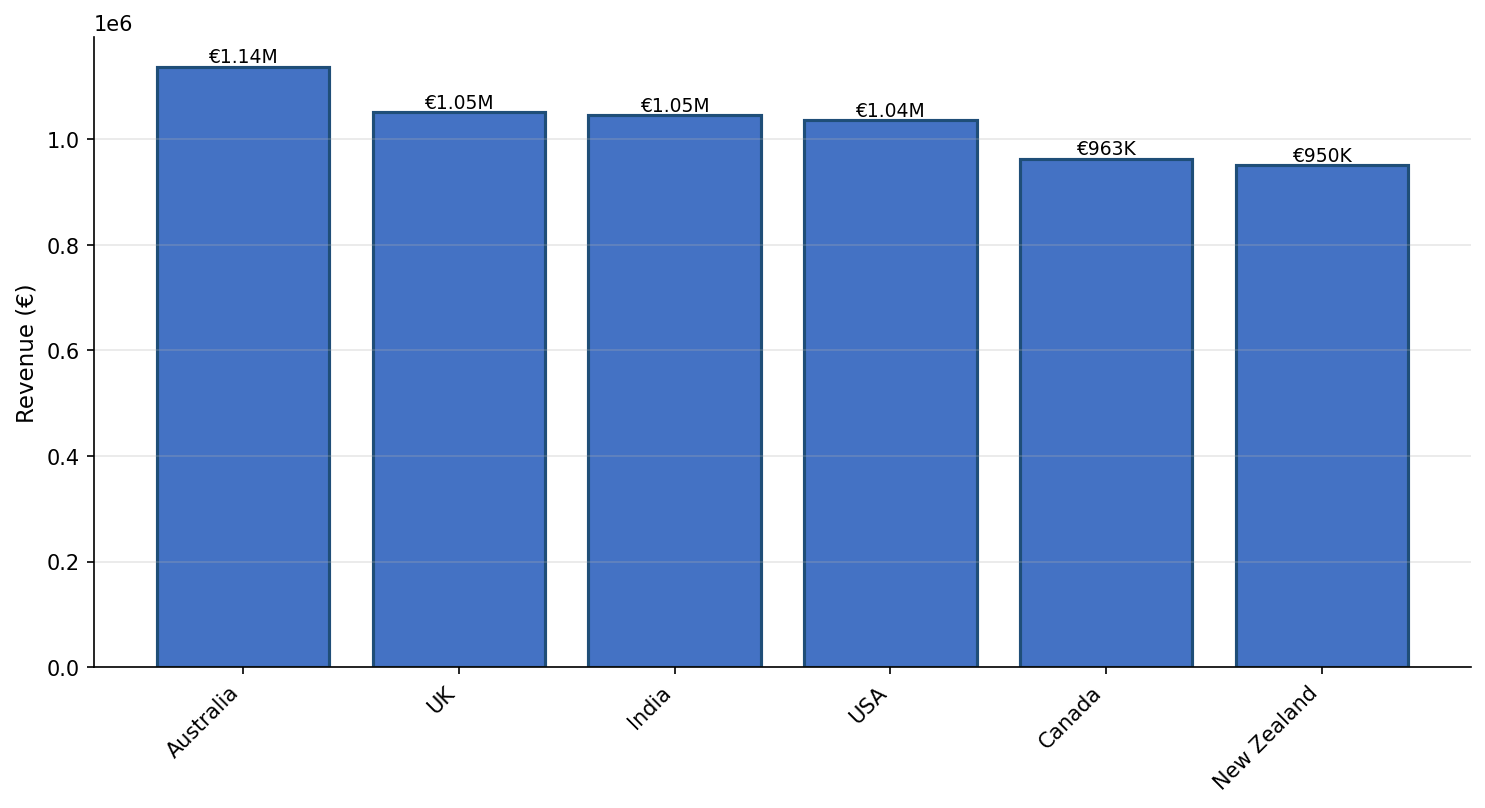 1e6
€1.14M
€1.05M
€1.05M
€1.04M
€963K
€950K
1.0
0.8
0.6
0.4
0.2
0.0
Revenue (€)
Australia
UK
India
USA
Canada
New Zealand